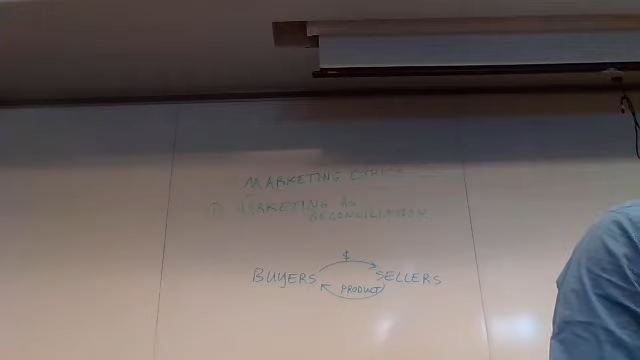 MARKETING ETHICS
1) MARKETING AS
RECONCILIATION
$
BUYERS SELLERS
PRODUCT